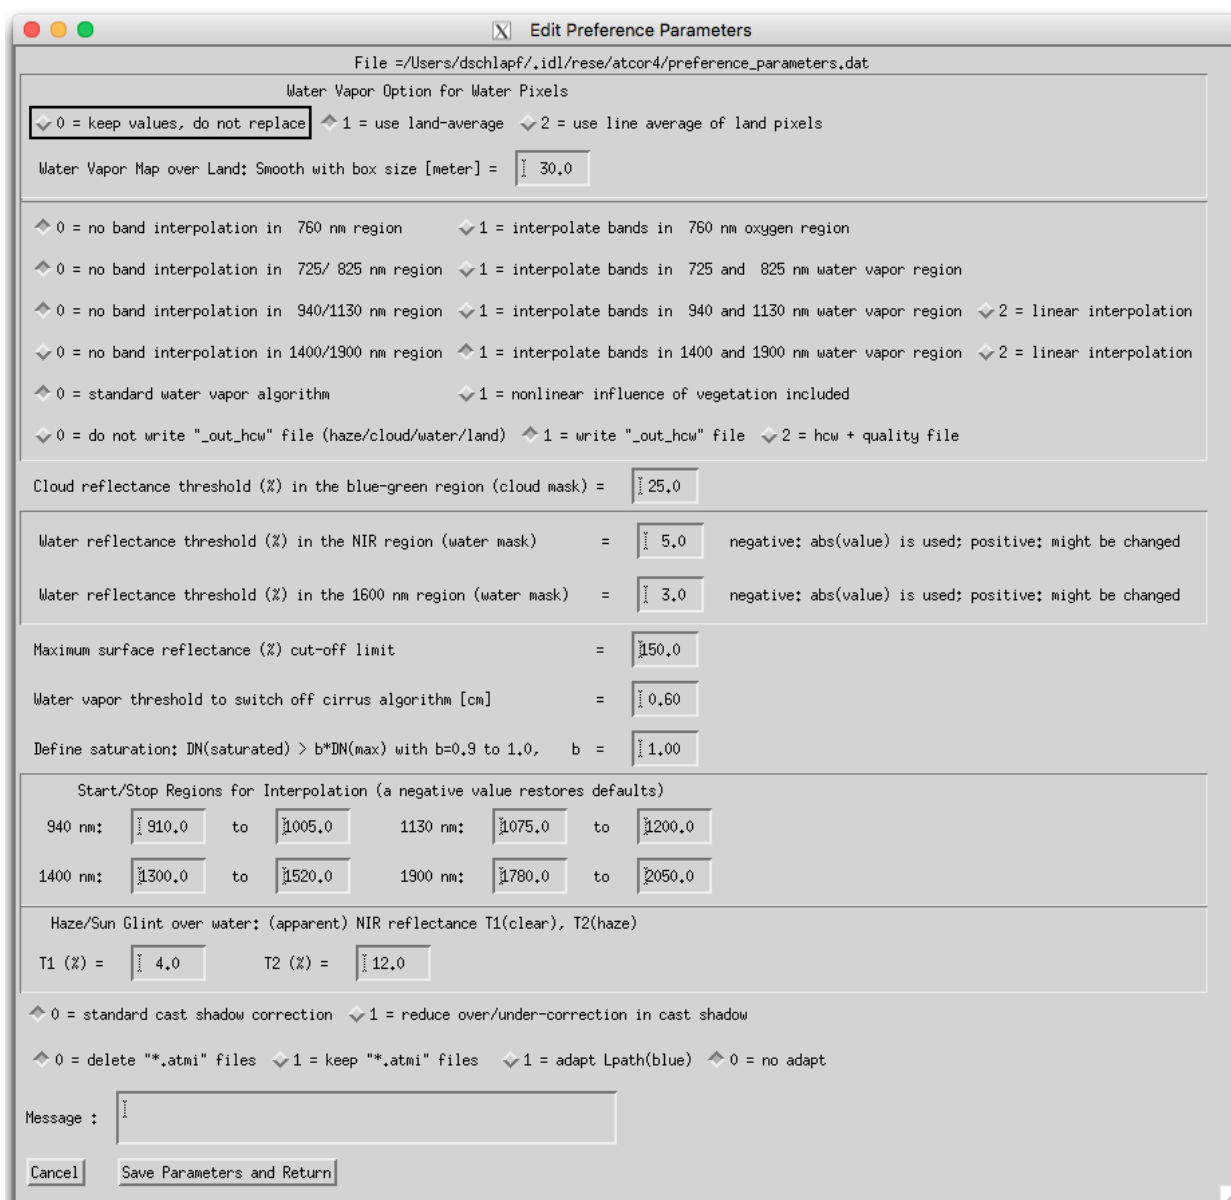 Edit Preference Parameters
File =/Users/dschlapf/.idl/rese/atcor4/preference_parameters.dat
Water Vapor Option for Water Pixels
0 = keep values, do not replace 1 = use land-average 2 = use line average of land pixels
Water Vapor Map over Land: Smooth with box size [meter] = 30.0
0 = no band interpolation in 760 nm region 1 = interpolate bands in 760 nm oxygen region
0 = no band interpolation in 725/ 825 nm region 1 = interpolate bands in 725 and 825 nm water vapor region
0 = no band interpolation in 940/1130 nm region 1 = interpolate bands in 940 and 1130 nm water vapor region 2 = linear interpolation
0 = no band interpolation in 1400/1900 nm region 1 = interpolate bands in 1400 and 1900 nm water vapor region 2 = linear interpolation
0 = standard water vapor algorithm 1 = nonlinear influence of vegetation included
0 = do not write "_out_hcw" file (haze/cloud/water/land) 1 = write "_out_hcw" file 2 = hcw + quality file
Cloud reflectance threshold (%) in the blue-green region (cloud mask) = 25.0
Water reflectance threshold (%) in the NIR region (water mask) = 5.0 negative: abs(value) is used; positive: might be changed
Water reflectance threshold (%) in the 1600 nm region (water mask) = 3.0 negative: abs(value) is used; positive: might be changed
Maximum surface reflectance (%) cut-off limit = 150.0
Water vapor threshold to switch off cirrus algorithm [cm] = 0.60
Define saturation: DN(saturated) > b*DN(max) with b=0.9 to 1.0, b = 1.00
Start/Stop Regions for Interpolation (a negative value restores defaults)
940 nm: 910.0 to 1005.0 1130 nm: 1075.0 to 1200.0
1400 nm: 1300.0 to 1520.0 1900 nm: 1780.0 to 2050.0
Haze/Sun Glint over water: (apparent) NIR reflectance T1(clear), T2(haze)
T1 (%) = 4.0 T2 (%) = 12.0
0 = standard cast shadow correction 1 = reduce over/under-correction in cast shadow
0 = delete "*.atmi" files 1 = keep "*.atmi" files 1 = adapt Lpath(blue) 0 = no adapt
Message :
Cancel Save Parameters and Return